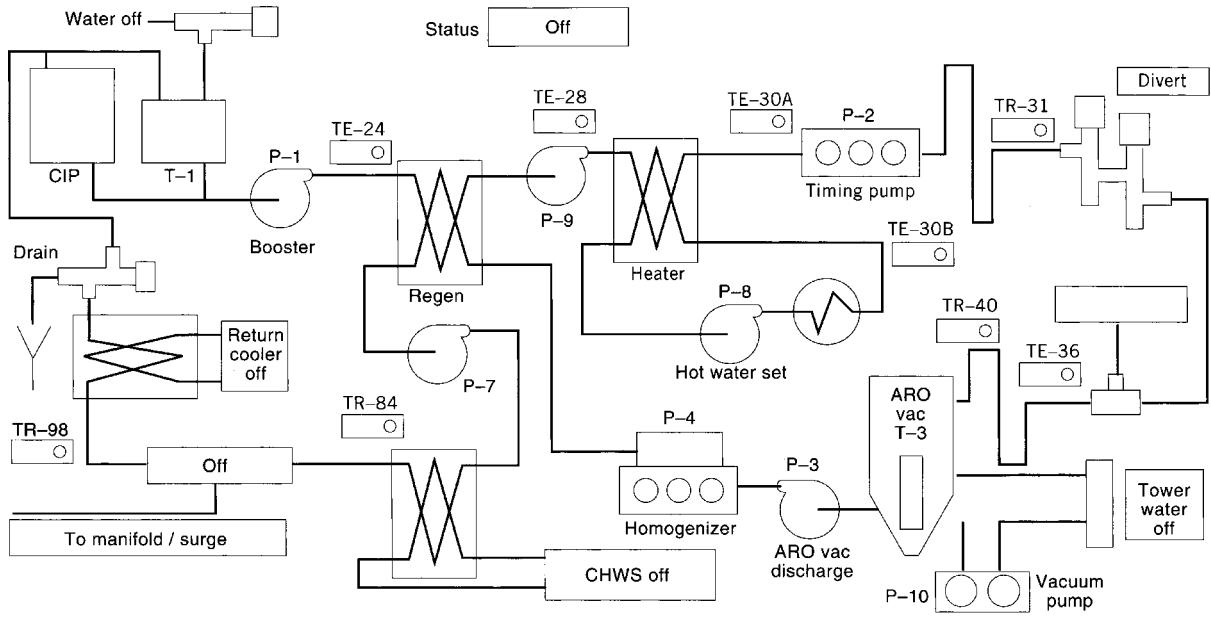 Water off
Status
Off
Divert
TE-28
TE-30A
TR-31
P-2
TE-24
P-1
CIP
T-1
P-9
Timing pump
Booster
TE-30B
Drain
Heater
Regen
P-8
TR-40
Return
cooler
off
Hot water set
TE-36
P-7
ARO
vac
T-3
TR-84
P-4
TR-98
Off
P-3
Tower
water
off
Homogenizer
To manifold / surge
ARO vac
discharge
CHWS off
P-10
Vacuum
pump